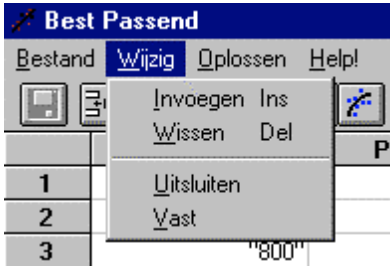 Best Passend
Bestand Wijzig Oplossen Help!
Invoegen Ins
Wissen Del
P
1 Uitsluiten
2 Vast
3 "800"